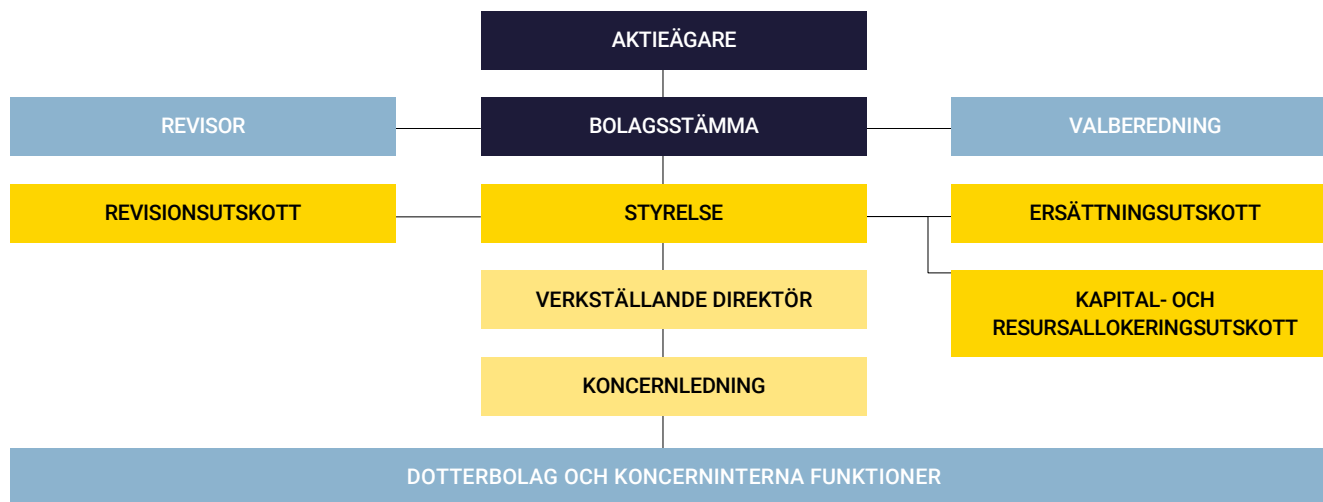 AKTIEÄGARE
REVISOR
BOLAGSSTÄMMA
VALBEREDNING
REVISIONSUTSKOTT
STYRELSE
ERSÄTTNINGSUTSKOTT
VERKSTÄLLANDE DIREKTÖR
KAPITAL- OCH
RESURSALLOKERINGSUTSKOTT
KONCERNLEDNING
DOTTERBOLAG OCH KONCERNINTERNA FUNKTIONER